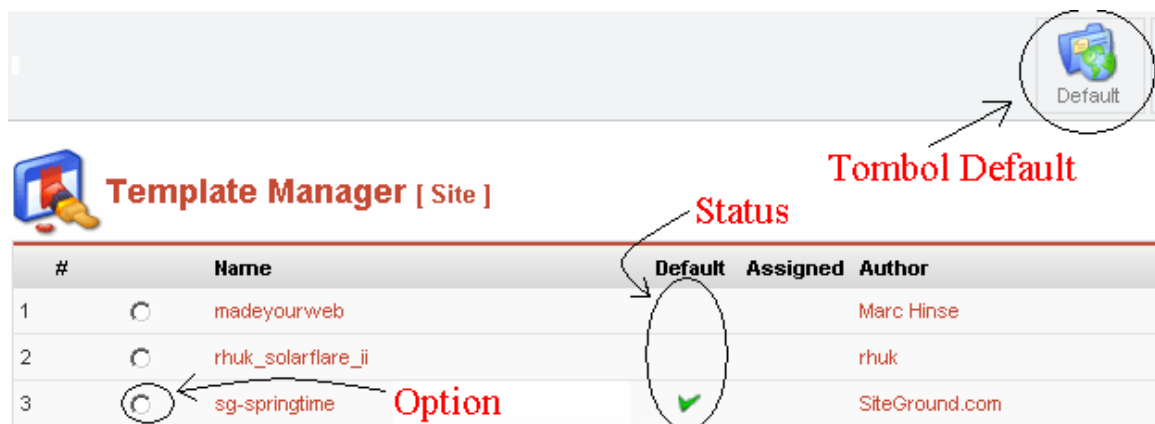 Default
Tombol Default
Template Manager [ Site ]
Status
# Name Default Assigned Author
1 madeyourweb Marc Hinse
2 rhuk_solarflare_ii rhuk
3 sg-springtime Option SiteGround.com